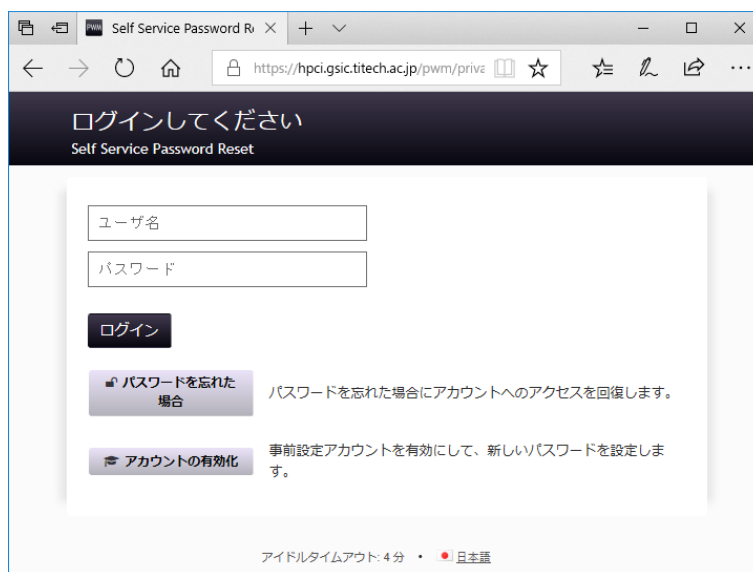 PWM Self Service Password R
https://hpci.gsic.titech.ac.jp/pwm/priva
ログインしてください
Self Service Password Reset
ユーザ名
パスワード
ログイン
パスワードを忘れた
場合
パスワードを忘れた場合にアカウントへのアクセスを回復します。
アカウントの有効化
事前設定アカウントを有効にして、新しいパスワードを設定しま
す。
アイドルタイムアウト: 4 分 • 日本語